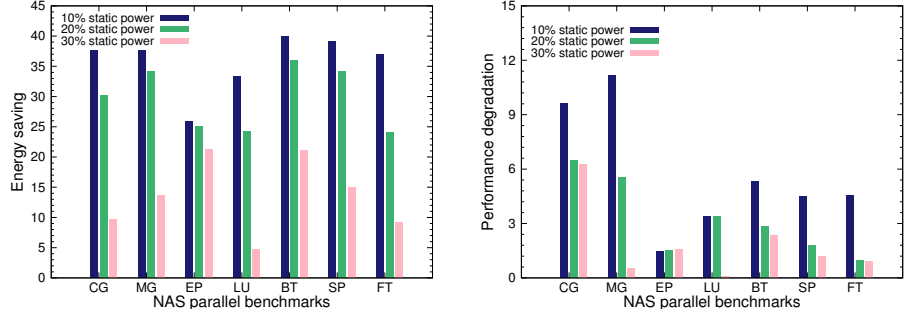 45
40
35
30
25
20
15
10
5
0
Energy saving
10% static power
20% static power
30% static power
CG MG EP LU BT SP FT
NAS parallel benchmarks
15
12
9
6
3
0
Performance degradation
10% static power
20% static power
30% static power
CG MG EP LU BT SP FT
NAS parallel benchmarks